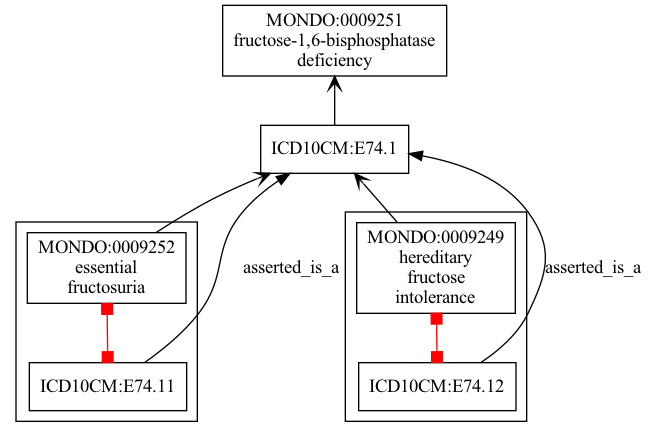 MONDO:0009251
fructose-1,6-bisphosphatase
deficiency
ICD10CM:E74.1
MONDO:0009252
essential
fructosuria
asserted_is_a
MONDO:0009249
hereditary
fructose
intolerance
asserted_is_a
ICD10CM:E74.11
ICD10CM:E74.12